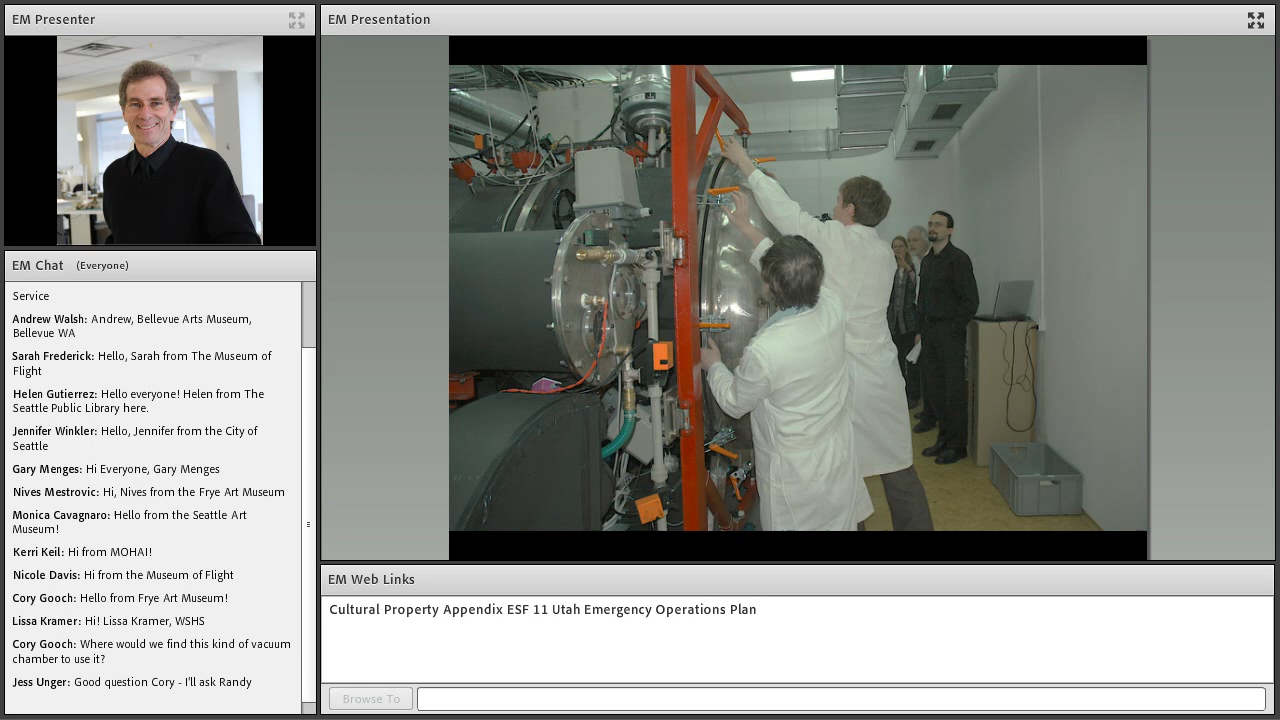 EM Presenter
EM Presentation
EM Chat (Everyone)
Service
Andrew Walsh: Andrew, Bellevue Arts Museum,
Bellevue WA
Sarah Frederick: Hello, Sarah from The Museum of
Flight
Helen Gutierrez: Hello everyone! Helen from The
Seattle Public Library here.
Jennifer Winkler: Hello, Jennifer from the City of
Seattle
Gary Menges: Hi Everyone, Gary Menges
Nives Mestrovic: Hi, Nives from the Frye Art Museum
Monica Cavagnaro: Hello from the Seattle Art
Museum!
Kerri Keil: Hi from MOHAI!
Nicole Davis: Hi from the Museum of Flight
Cory Gooch: Hello from Frye Art Museum!
Lissa Kramer: Hi! Lissa Kramer, WSHS
Cory Gooch: Where would we find this kind of vacuum
chamber to use it?
Jess Unger: Good question Cory - I'll ask Randy
EM Web Links
Cultural Property Appendix ESF 11 Utah Emergency Operations Plan
Browse To